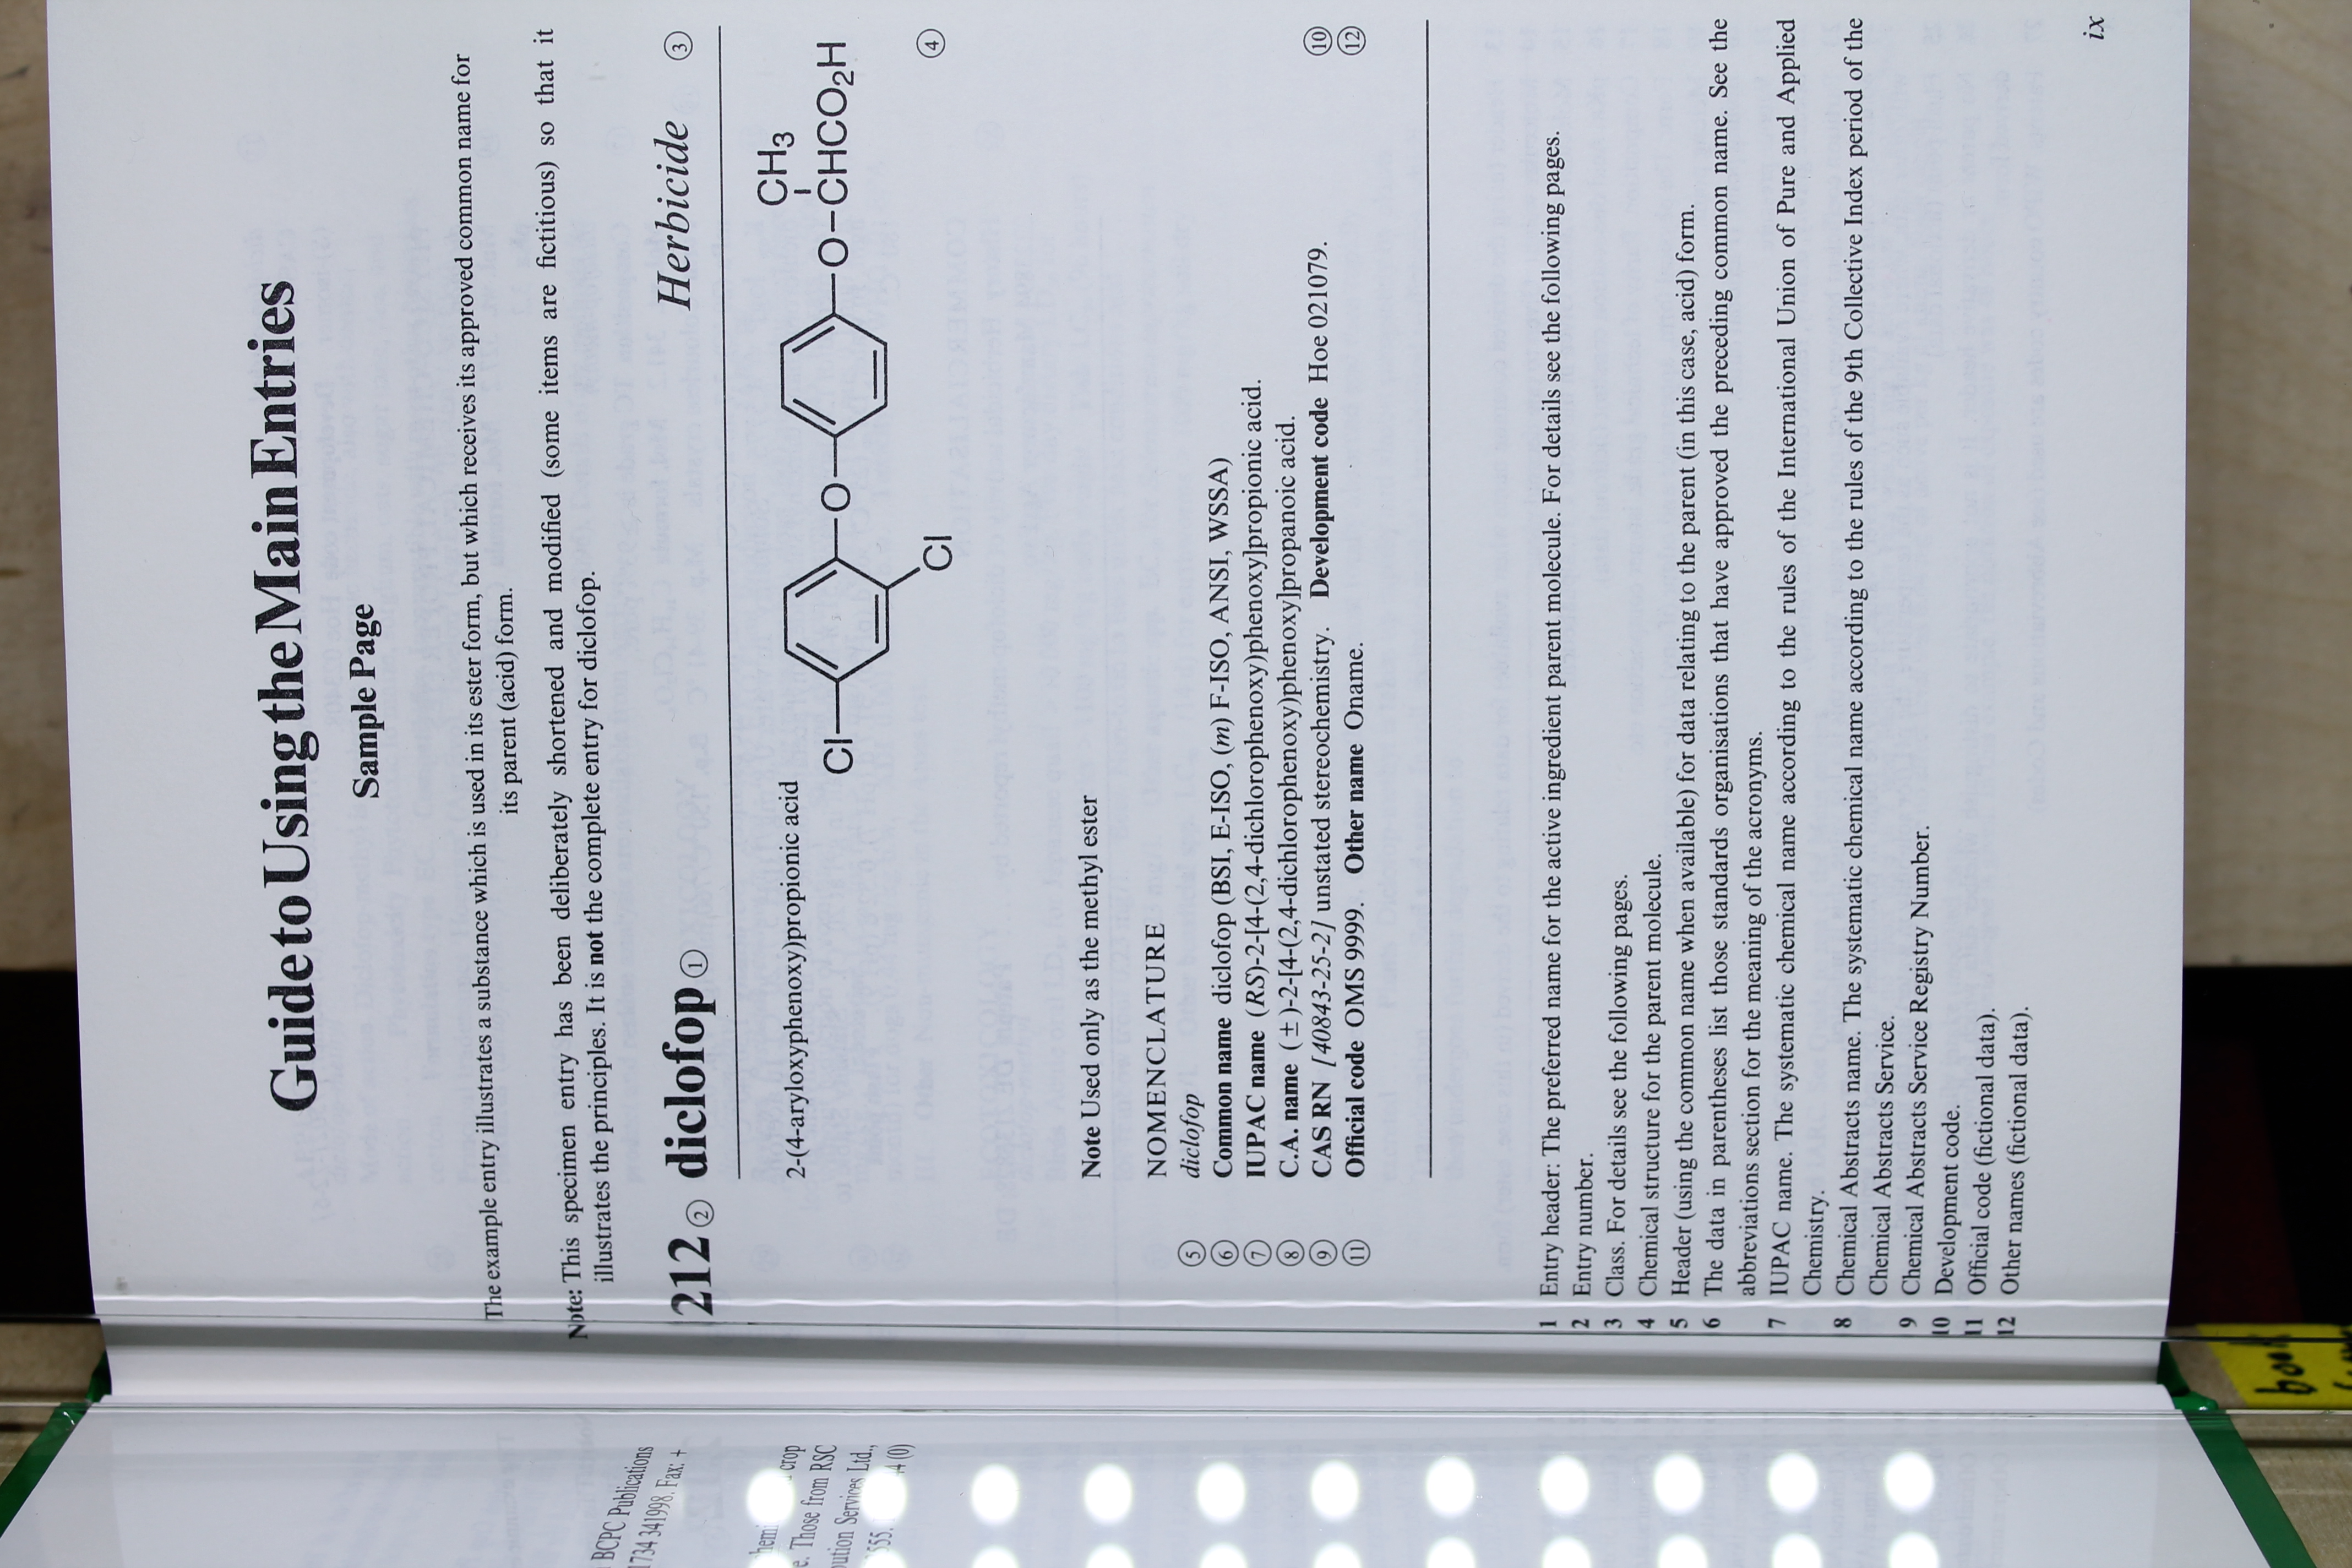 Guide to Using the Main Entries
Sample Page
The example entry illustrates a substance which is used in its ester form, but which receives its approved common name for
its parent (acid) form.
Note: This specimen entry has been deliberately shortened and modified (some items are fictitious) so that it
illustrates the principles. It is not the complete entry for diclofop.
212 ② diclofop ① Herbicide ③
2-(4-aryloxyphenoxy)propionic acid
CH3
Cl O O–CHCO2H
Cl
④
Note Used only as the methyl ester
NOMENCLATURE
⑤ diclofop
⑥ Common name diclofop (BSI, E-ISO, (m) F-ISO, ANSI, WSSA)
⑦ IUPAC name (RS)-2-[4-(2,4-dichlorophenoxy)phenoxy]propionic acid.
⑧ C.A. name (±)-2-[4-(2,4-dichlorophenoxy)phenoxy]propanoic acid.
⑨ CAS RN [40843-25-2] unstated stereochemistry. Development code Hoe 021079. ⑩
⑪ Official code OMS 9999. Other name Oname. ⑫
1 Entry header: The preferred name for the active ingredient parent molecule. For details see the following pages.
2 Entry number.
3 Class. For details see the following pages.
4 Chemical structure for the parent molecule.
5 Header (using the common name when available) for data relating to the parent (in this case, acid) form.
6 The data in parentheses list those standards organisations that have approved the preceding common name. See the
abbreviations section for the meaning of the acronyms.
7 IUPAC name. The systematic chemical name according to the rules of the International Union of Pure and Applied
Chemistry.
8 Chemical Abstracts name. The systematic chemical name according to the rules of the 9th Collective Index period of the
Chemical Abstracts Service.
9 Chemical Abstracts Service Registry Number.
10 Development code.
11 Official code (fictional data).
12 Other names (fictional data).
ix
BCPC Publications
1734 341998. Fax: +
crop
e. Those from RSC
Services Ltd.,
(0)
book